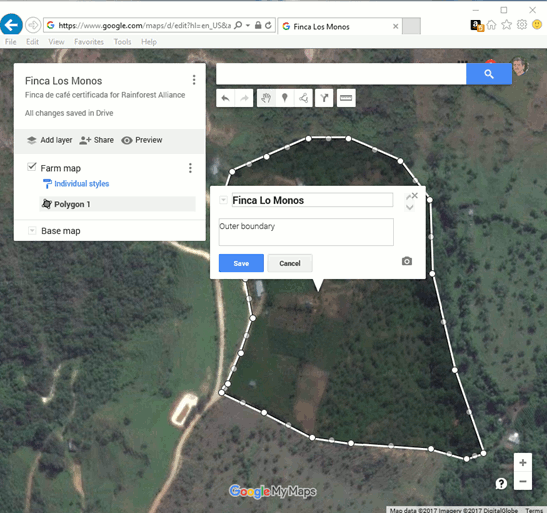 https://www.google.com/maps/d/edit?hl=en_US&a
Finca Los Monos
File Edit View Favorites Tools Help
Finca Los Monos
Finca de café certificada for Rainforest Alliance
All changes saved in Drive
Add layer Share Preview
Farm map
Individual styles
Polygon 1
Base map
Finca Lo Monos
Outer boundary
Save Cancel
Google My Maps
Map data ©2017 Imagery ©2017 DigitalGlobe Terms